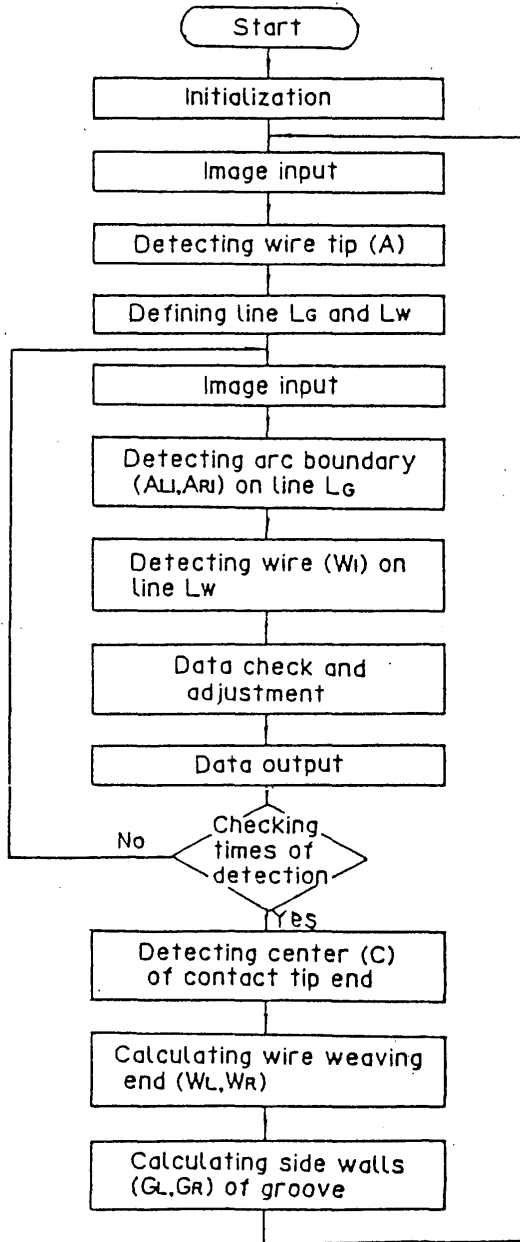 Start
Initialization
Image input
Detecting wire tip (A)
Defining line LG and LW
Image input
Detecting arc boundary
(ALI,ARI) on line LG
Detecting wire (WI) on
line LW
Data check and
adjustment
Data output
Checking
times of
detection
No
Yes
Detecting center (C)
of contact tip end
Calculating wire weaving
end (WL,WR)
Calculating side walls
(GL,GR) of groove